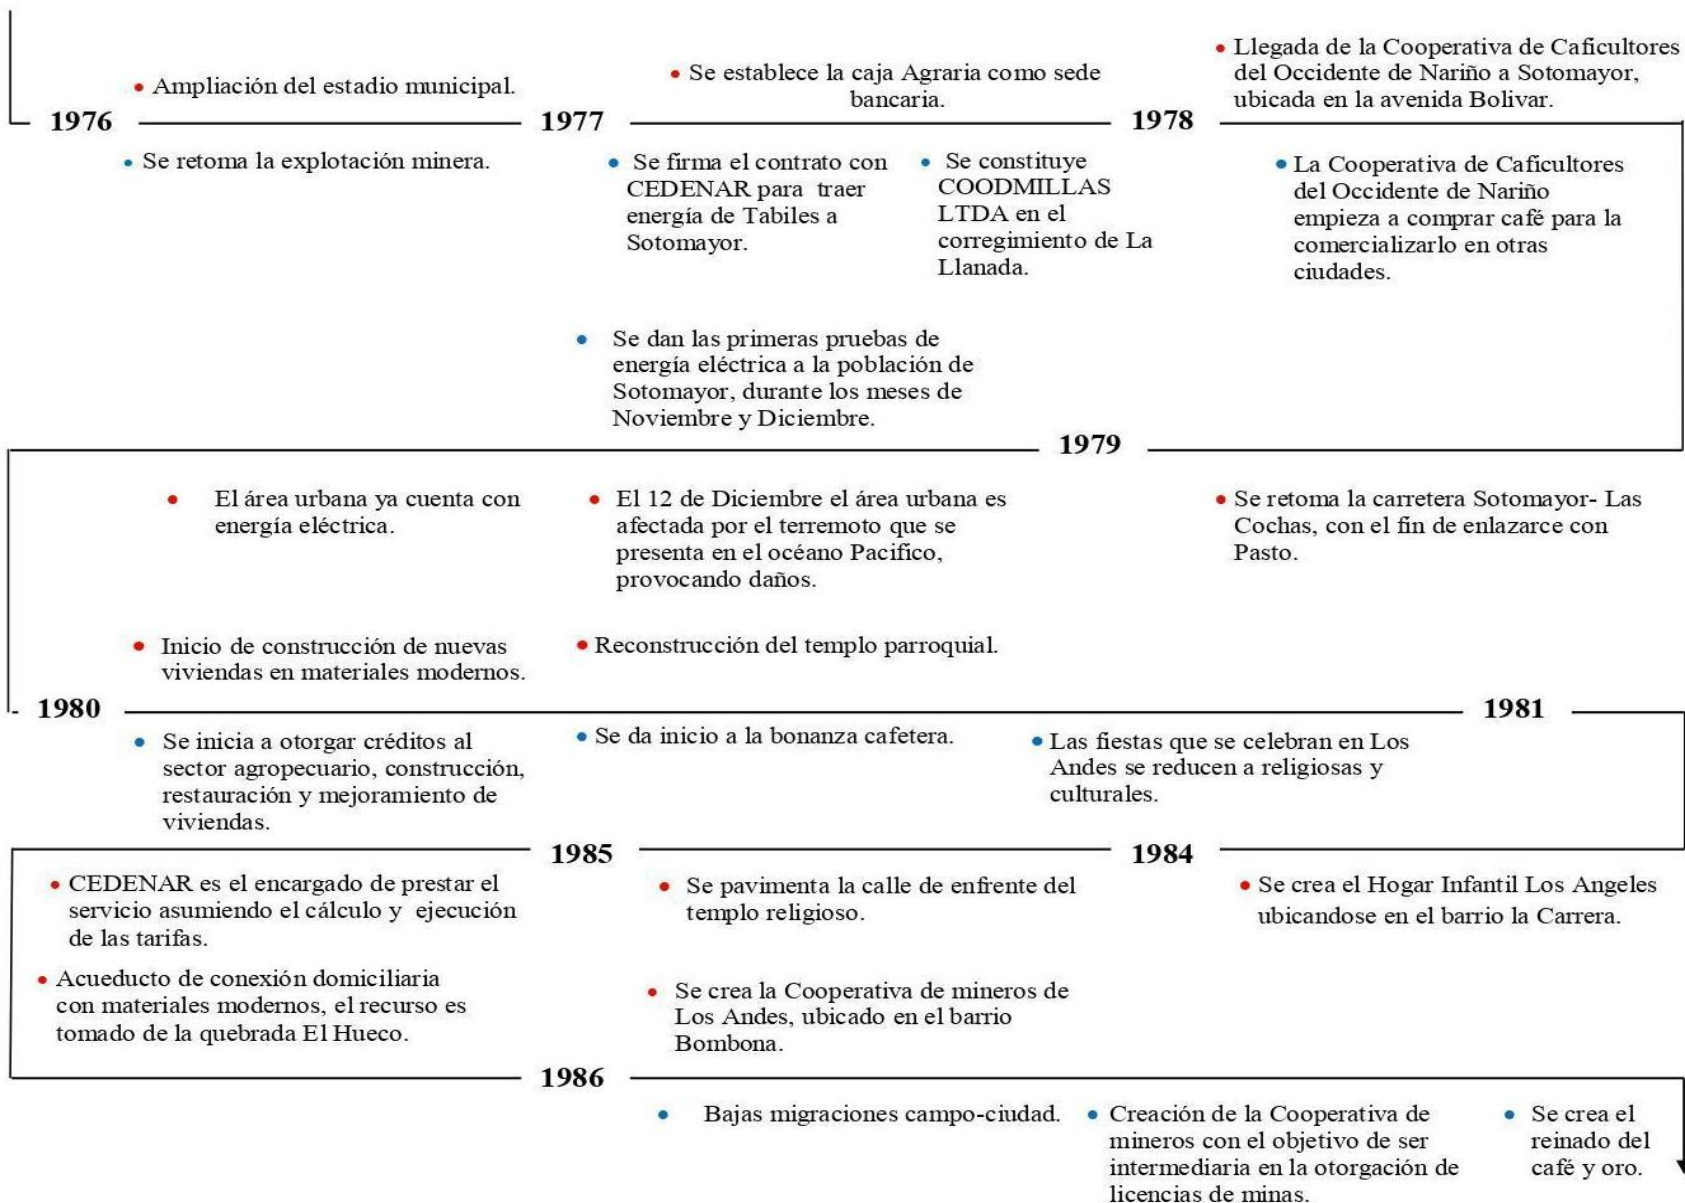 • Ampliación del estadio municipal.
• Se establece la caja Agraria como sede
bancaria.
• Llegada de la Cooperativa de Caficultores
del Occidente de Nariño a Sotomayor,
ubicada en la avenida Bolivar.
1976
1977
1978
• Se retoma la explotación minera.
• Se firma el contrato con
CEDENAR para traer
energía de Tabiles a
Sotomayor.
• Se constituye
COODMILLAS
LTDA en el
corregimiento de La
Llanada.
• La Cooperativa de Caficultores
del Occidente de Nariño
empieza a comprar café para la
comercializarlo en otras
ciudades.
• Se dan las primeras pruebas de
energía eléctrica a la población de
Sotomayor, durante los meses de
Noviembre y Diciembre.
1979
• El área urbana ya cuenta con
energía eléctrica.
• El 12 de Diciembre el área urbana es
afectada por el terremoto que se
presenta en el océano Pacifico,
provocando daños.
• Se retoma la carretera Sotomayor- Las
Cochas, con el fin de enlazarce con
Pasto.
• Inicio de construcción de nuevas
viviendas en materiales modernos.
• Reconstrucción del templo parroquial.
1980
1981
• Se inicia a otorgar créditos al
sector agropecuario, construcción,
restauración y mejoramiento de
viviendas.
• Se da inicio a la bonanza cafetera.
• Las fiestas que se celebran en Los
Andes se reducen a religiosas y
culturales.
1985
1984
• CEDENAR es el encargado de prestar el
servicio asumiendo el cálculo y ejecución
de las tarifas.
• Se pavimenta la calle de enfrente del
templo religioso.
• Se crea el Hogar Infantil Los Angeles
ubicandose en el barrio la Carrera.
• Acueducto de conexión domiciliaria
con materiales modernos, el recurso es
tomado de la quebrada El Hueco.
• Se crea la Cooperativa de mineros de
Los Andes, ubicado en el barrio
Bombona.
1986
• Bajas migraciones campo-ciudad.
• Creación de la Cooperativa de
mineros con el objetivo de ser
intermediaria en la otorgación de
licencias de minas.
• Se crea el
reinado del
café y oro.